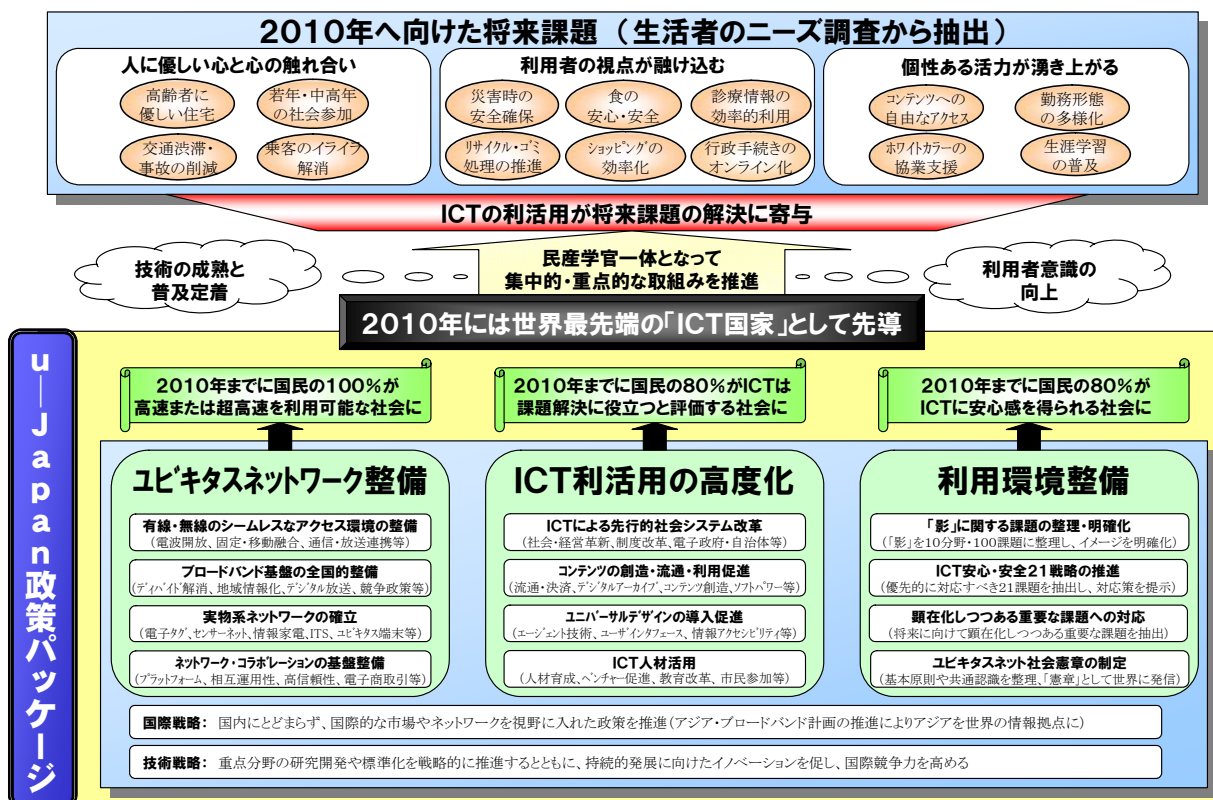 2010年へ向けた将来課題（生活者のニーズ調査から抽出）
人に優しい心と心の触れ合い
高齢者に
優しい住宅
若年・中高年
の社会参加
交通渋滞・
事故の削減
乗客のイライラ
解消
利用者の視点が融け込む
災害時の
安全確保
食の
安心・安全
診療情報の
効率的利用
リサイクル・ゴミ
処理の推進
ショッピングの
効率化
行政手続きの
オンライン化
個性ある活力が湧き上がる
コンテンツへの
自由なアクセス
勤務形態
の多様化
ホワイトカラーの
協業支援
生涯学習
の普及
ICTの利活用が将来課題の解決に寄与
技術の成熟と
普及定着
民産学官一体となって
集中的・重点的な取組みを推進
利用者意識の
向上
2010年には世界最先端の「ICT国家」として先導
u―Japan政策パッケージ
2010年までに国民の100％が
高速または超高速を利用可能な社会に
2010年までに国民の80％がICTは
課題解決に役立つと評価する社会に
2010年までに国民の80％が
ICTに安心感を得られる社会に
ユビキタスネットワーク整備
有線・無線のシームレスなアクセス環境の整備
（電波開放、固定・移動融合、通信・放送連携等）
ブロードバンド基盤の全国的整備
（ディバイド解消、地域情報化、デジタル放送、競争政策等）
実物系ネットワークの確立
（電子タグ、センサーネット、情報家電、ITS、ユビキタス端末等）
ネットワーク・コラボレーションの基盤整備
（プラットフォーム、相互運用性、高信頼性、電子商取引等）
ICT利活用の高度化
ICTによる先行的社会システム改革
（社会・経営革新、制度改革、電子政府・自治体等）
コンテンツの創造・流通・利用促進
（流通・決済、デジタルアーカイブ、コンテンツ創造、ソフトパワー等）
ユニバーサルデザインの導入促進
（エージェント技術、ユーザインタフェース、情報アクセシビリティ等）
ICT人材活用
（人材育成、ベンチャー促進、教育改革、市民参加等）
利用環境整備
「影」に関する課題の整理・明確化
（「影」を10分野・100課題に整理し、イメージを明確化）
ICT安心・安全21戦略の推進
（優先的に対応すべき21課題を抽出し、対応策を提示）
顕在化しつつある重要な課題への対応
（将来に向けて顕在化しつつある重要な課題を抽出）
ユビキタスネット社会憲章の制定
（基本原則や共通認識を整理、「憲章」として世界に発信）
国際戦略： 国内にとどまらず、国際的な市場やネットワークを視野に入れた政策を推進（アジア・ブロードバンド計画の推進によりアジアを世界の情報拠点に）
技術戦略： 重点分野の研究開発や標準化を戦略的に推進するとともに、持続的発展に向けたイノベーションを促し、国際競争力を高める